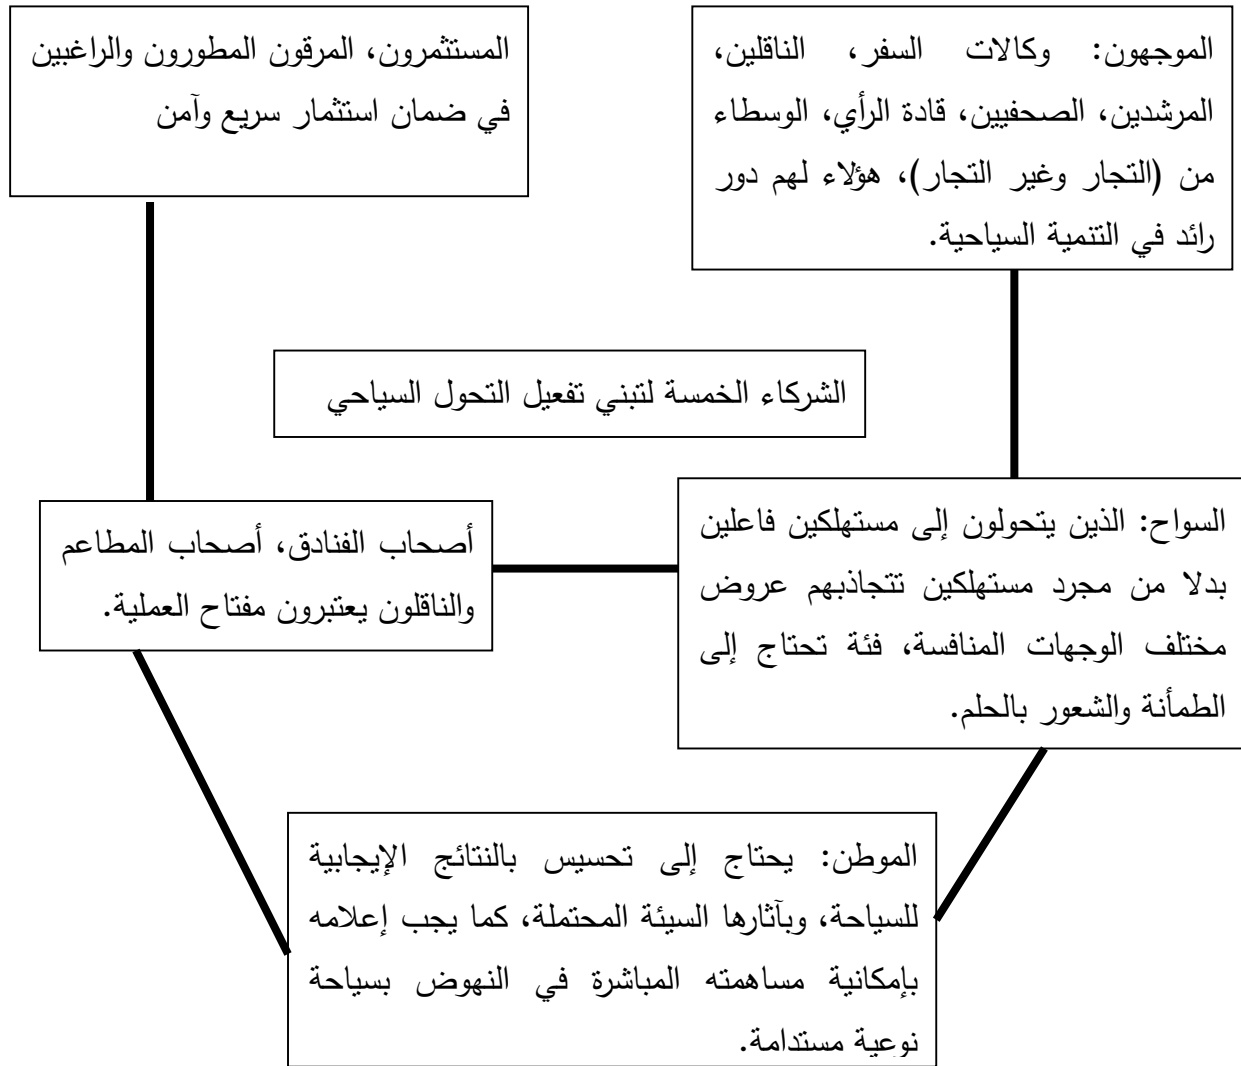 الموجهون: وكالات السفر، الناقلين،
المرشدين، الصحفيين، قادة الرأي، الوسطاء
من (التجار وغير التجار)، هؤلاء لهم دور
رائد في التنمية السياحية.
المستثمرون، المرقون المطورون والراغبين
في ضمان استثمار سريع وآمن
الشركاء الخمسة لتبني تفعيل التحول السياحي
السواح: الذين يتحولون إلى مستهلكين فاعلين
بدلا من مجرد مستهلكين تتجاذبهم عروض
مختلف الوجهات المنافسة، فئة تحتاج إلى
الطمأنة والشعور بالحلم.
أصحاب الفنادق، أصحاب المطاعم
والناقلون يعتبرون مفتاح العملية.
الموطن: يحتاج إلى تحسيس بالنتائج الإيجابية
للسياحة، وبآثارها السيئة المحتملة، كما يجب إعلامه
بإمكانية مساهمته المباشرة في النهوض بسياحة
نوعية مستدامة.